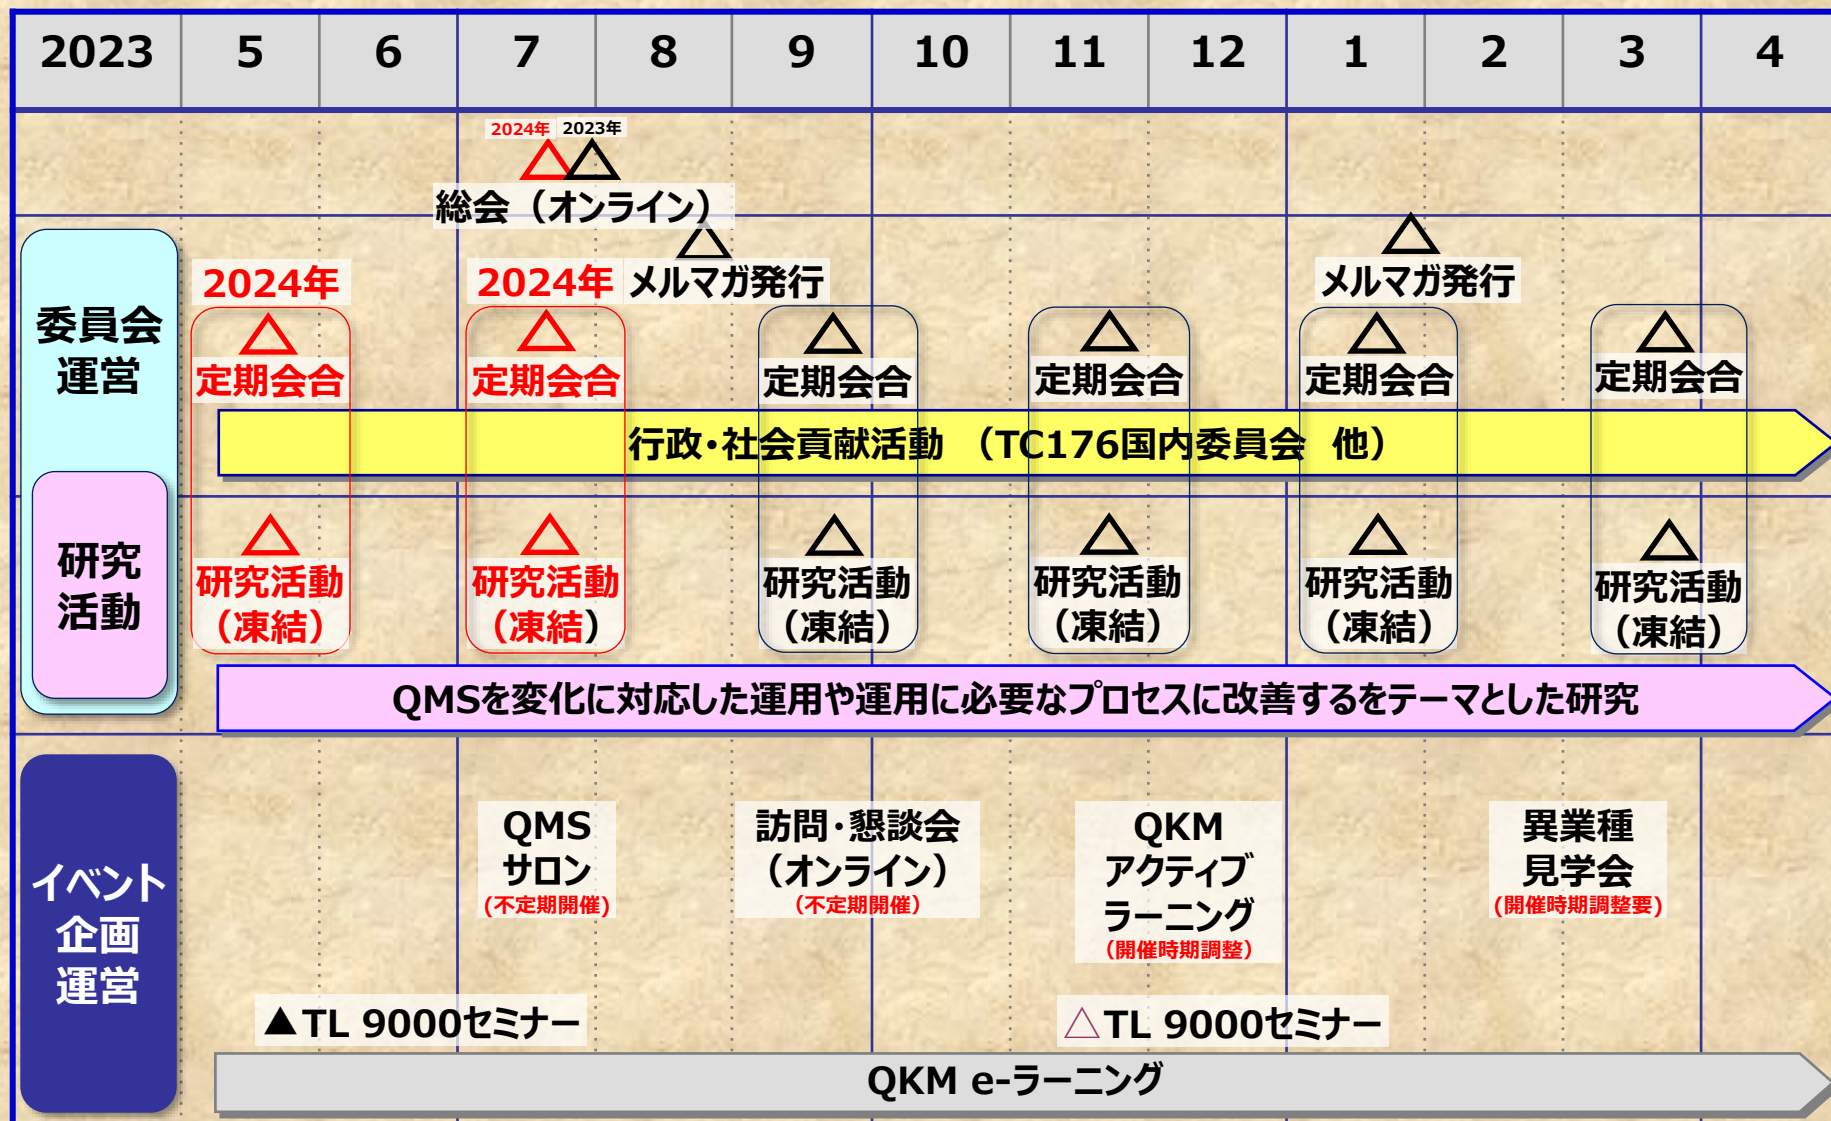 2023 5 6 7 8 9 10 11 12 1 2 3 4
2024年 2023年
総会（オンライン）
委員会
運営
2024年
2024年
メルマガ発行
メルマガ発行
定期会合
定期会合
定期会合
定期会合
定期会合
定期会合
行政・社会貢献活動 （TC176国内委員会 他）
研究
活動
研究活動
（凍結）
研究活動
（凍結）
研究活動
（凍結）
研究活動
（凍結）
研究活動
（凍結）
研究活動
（凍結）
QMSを変化に対応した運用や運用に必要なプロセスに改善するをテーマとした研究
イベント
企画
運営
QMS
サロン
(不定期開催)
訪問・懇談会
（オンライン）
（不定期開催）
QKM
アクティブ
ラーニング
（開催時期調整）
異業種
見学会
(開催時期調整要)
▲TL 9000セミナー
△TL 9000セミナー
QKM e-ラーニング